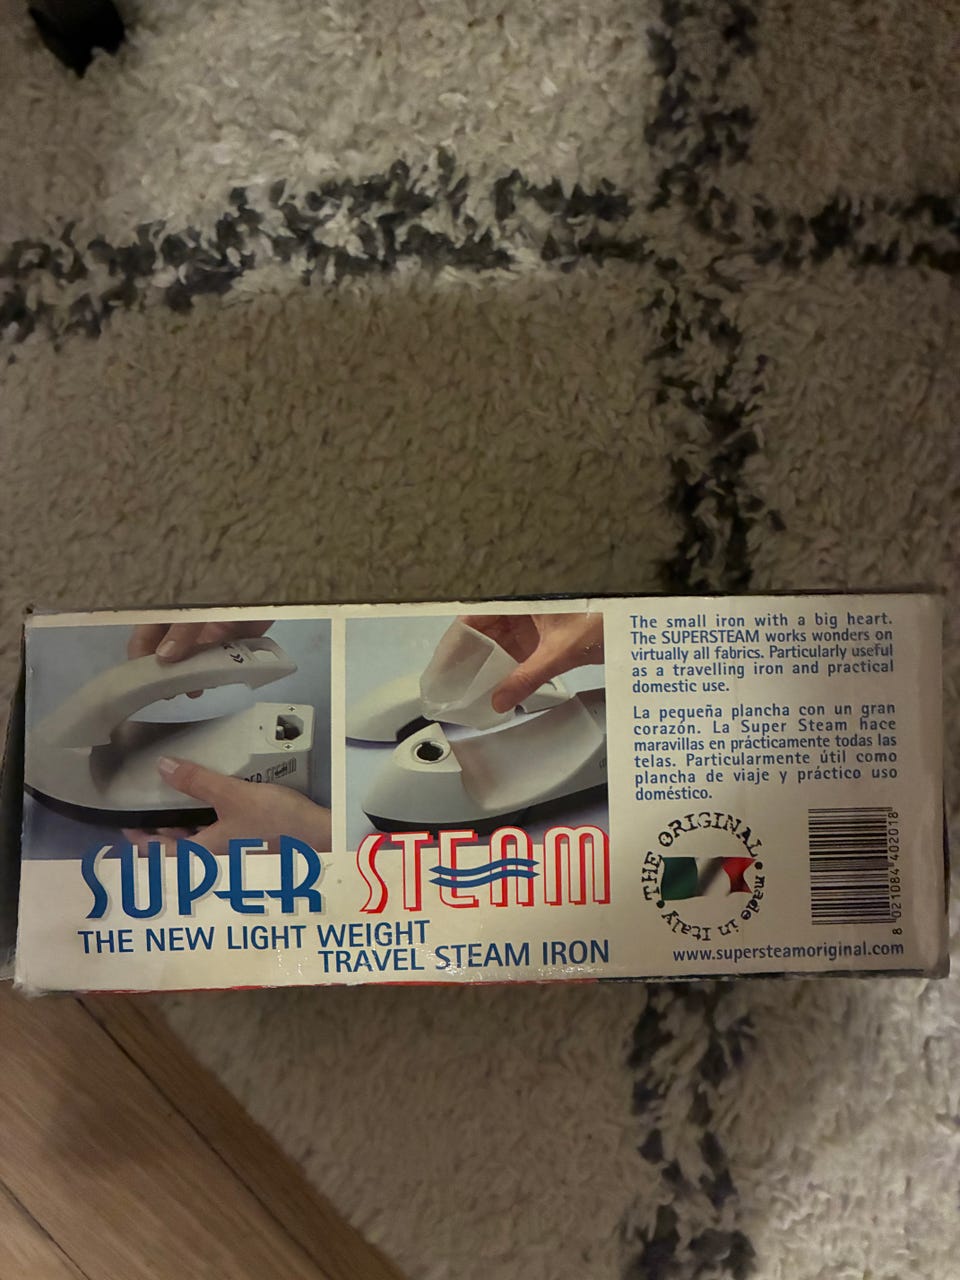 The small iron with a big heart.
The SUPERSTEAM works wonders on
virtually all fabrics. Particularly useful
as a travelling iron and practical
domestic use.
La pequeña plancha con un gran
corazón. La Super Steam hace
maravillas en prácticamente todas las
telas. Particularmente útil como
plancha de viaje y práctico uso
doméstico.
SUPER STEAM
THE NEW LIGHT WEIGHT
TRAVEL STEAM IRON
THE ORIGINAL • made in Italy •
8 021084 402018
www.supersteamoriginal.com